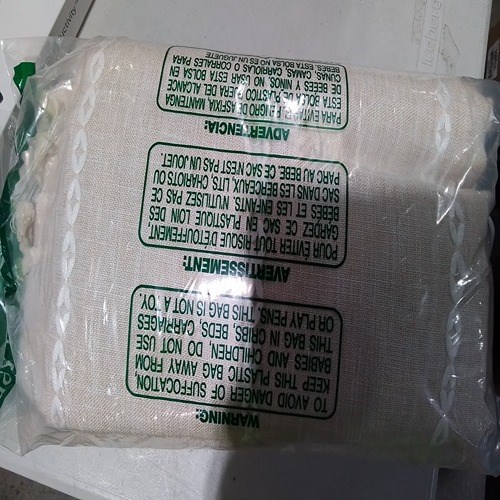 WARNING:
TO AVOID DANGER OF SUFFOCATION,
KEEP THIS PLASTIC BAG AWAY FROM
BABIES AND CHILDREN. DO NOT USE
THIS BAG IN CRIBS, BEDS, CARRIAGES
OR PLAY PENS. THIS BAG IS NOT A TOY.
AVERTISSEMENT:
POUR ÉVITER TOUT RISQUE D'ÉTOUFFEMENT,
GARDEZ CE SAC EN PLASTIQUE LOIN DES
BEBES ET LES ENFANTS. N'UTILISEZ PAS CE
SAC DANS LES BERCEAUX, LITS, CHARIOTS OU
PARC AU BEBE. CE SAC N'EST PAS UN JOUET.
ADVERTENCIA:
PARA EVITAR EL PELIGRO DE ASFIXIA MANTENGA
ESTA BOLSA DE PLASTICO FUERA DEL ALCANCE
DE BEBES Y NINOS. NO USAR ESTA BOLSA EN
CUNAS, CAMAS, CARRIOLAS O CORRALES PARA
BEBES. ESTA BOLSA NO ES UN JUGUETE